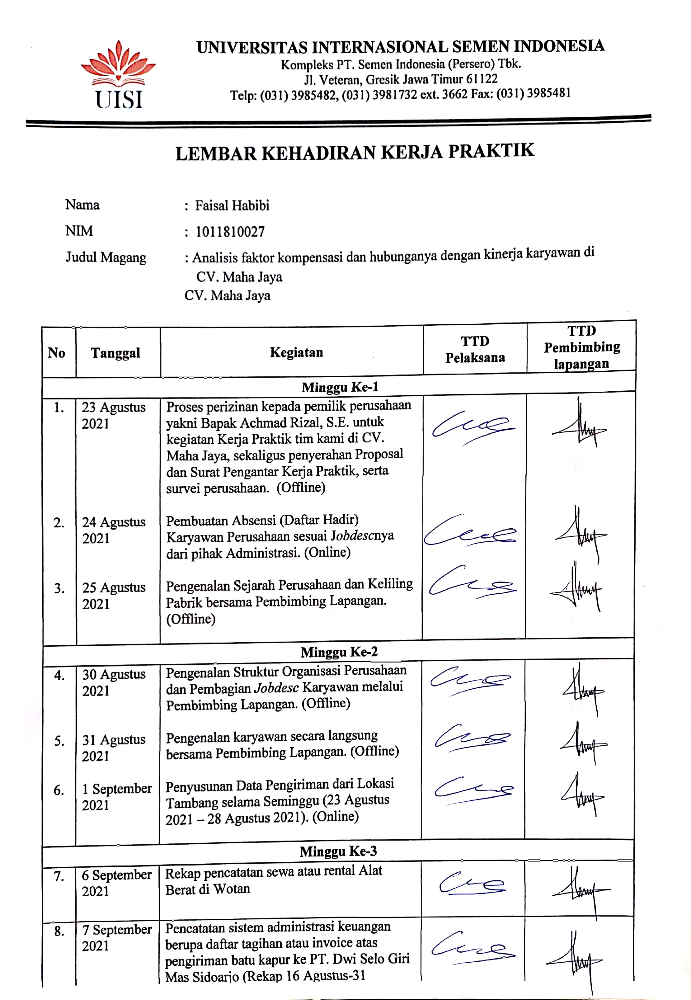 UISI
UNIVERSITAS INTERNASIONAL SEMEN INDONESIA
Kompleks PT. Semen Indonesia (Persero) Tbk.
Jl. Veteran, Gresik Jawa Timur 61122
Telp: (031) 3985482, (031) 3981732 ext. 3662 Fax: (031) 3985481
LEMBAR KEHADIRAN KERJA PRAKTIK
Nama : Faisal Habibi
NIM : 1011810027
Judul Magang : Analisis faktor kompensasi dan hubunganya dengan kinerja karyawan di
CV. Maha Jaya
CV. Maha Jaya
No Tanggal Kegiatan TTD Pelaksana TTD Pembimbing lapangan
Minggu Ke-1
1. 23 Agustus Proses perizinan kepada pemilik perusahaan
2021 yakni Bapak Achmad Rizal, S.E. untuk
kegiatan Kerja Praktik tim kami di CV.
Maha Jaya, sekaligus penyerahan Proposal
dan Surat Pengantar Kerja Praktik, serta
survei perusahaan. (Offline)
2. 24 Agustus Pembuatan Absensi (Daftar Hadir)
2021 Karyawan Perusahaan sesuai Jobdescnya
dari pihak Administrasi. (Online)
3. 25 Agustus Pengenalan Sejarah Perusahaan dan Keliling
2021 Pabrik bersama Pembimbing Lapangan.
(Offline)
Minggu Ke-2
4. 30 Agustus Pengenalan Struktur Organisasi Perusahaan
2021 dan Pembagian Jobdesc Karyawan melalui
Pembimbing Lapangan. (Offline)
5. 31 Agustus Pengenalan karyawan secara langsung
2021 bersama Pembimbing Lapangan. (Offline)
6. 1 September Penyusunan Data Pengiriman dari Lokasi
2021 Tambang selama Seminggu (23 Agustus
2021 – 28 Agustus 2021). (Online)
Minggu Ke-3
7. 6 September Rekap pencatatan sewa atau rental Alat
2021 Berat di Wotan
8. 7 September Pencatatan sistem administrasi keuangan
2021 berupa daftar tagihan atau invoice atas
pengiriman batu kapur ke PT. Dwi Selo Giri
Mas Sidoarjo (Rekap 16 Agustus-31